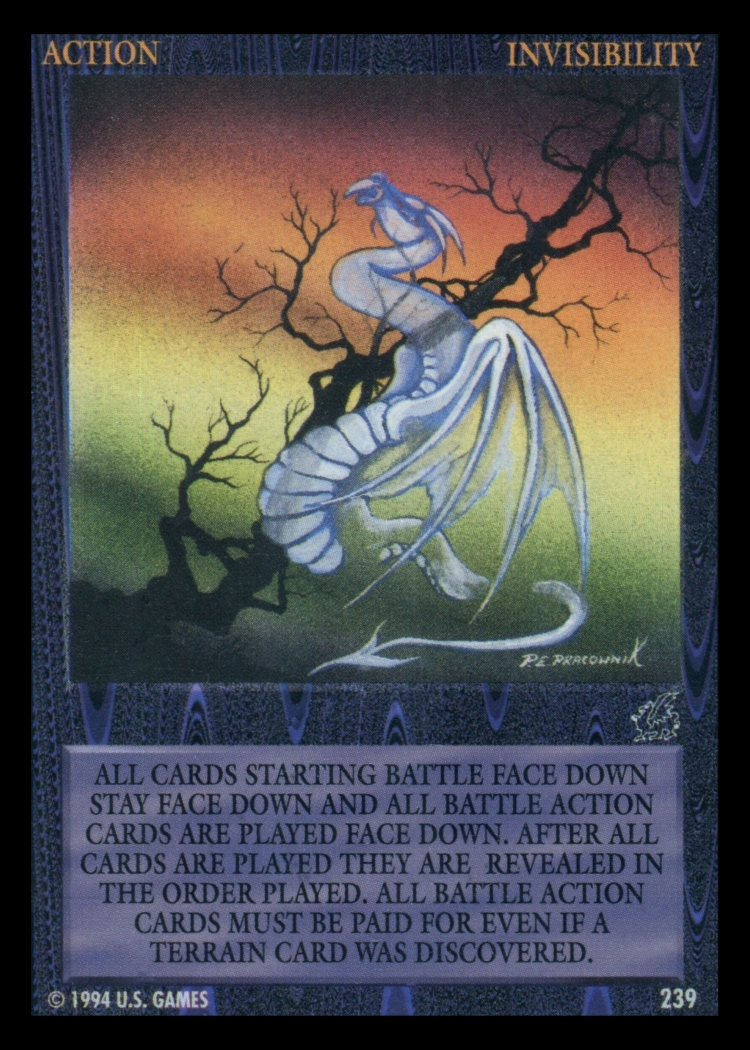 ACTION INVISIBILITY
P.E. PRACOWNIK
ALL CARDS STARTING BATTLE FACE DOWN
STAY FACE DOWN AND ALL BATTLE ACTION
CARDS ARE PLAYED FACE DOWN. AFTER ALL
CARDS ARE PLAYED THEY ARE REVEALED IN
THE ORDER PLAYED. ALL BATTLE ACTION
CARDS MUST BE PAID FOR EVEN IF A
TERRAIN CARD WAS DISCOVERED.
© 1994 U.S. GAMES 239